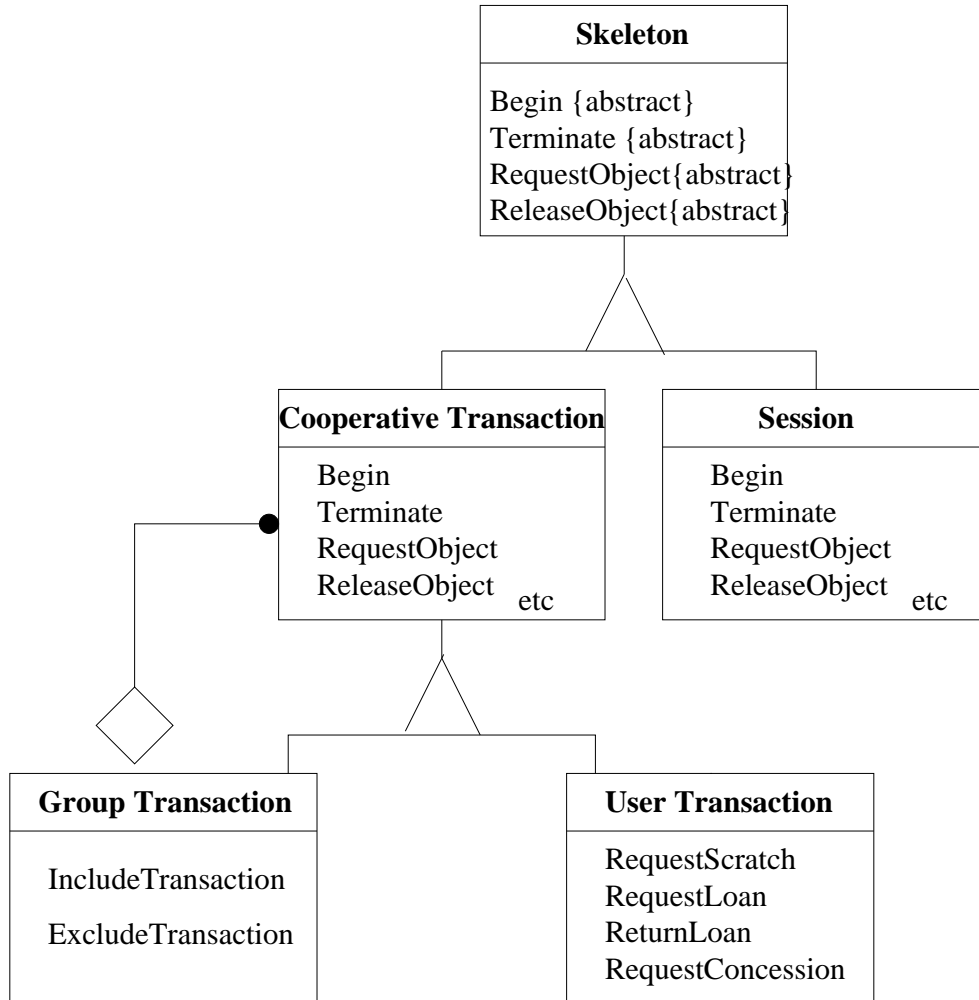 Skeleton
Begin {abstract}
Terminate {abstract}
RequestObject{abstract}
ReleaseObject{abstract}
Cooperative Transaction
Begin
Terminate
RequestObject
ReleaseObject
etc
Session
Begin
Terminate
RequestObject
ReleaseObject
etc
Group Transaction
IncludeTransaction
ExcludeTransaction
User Transaction
RequestScratch
RequestLoan
ReturnLoan
RequestConcession